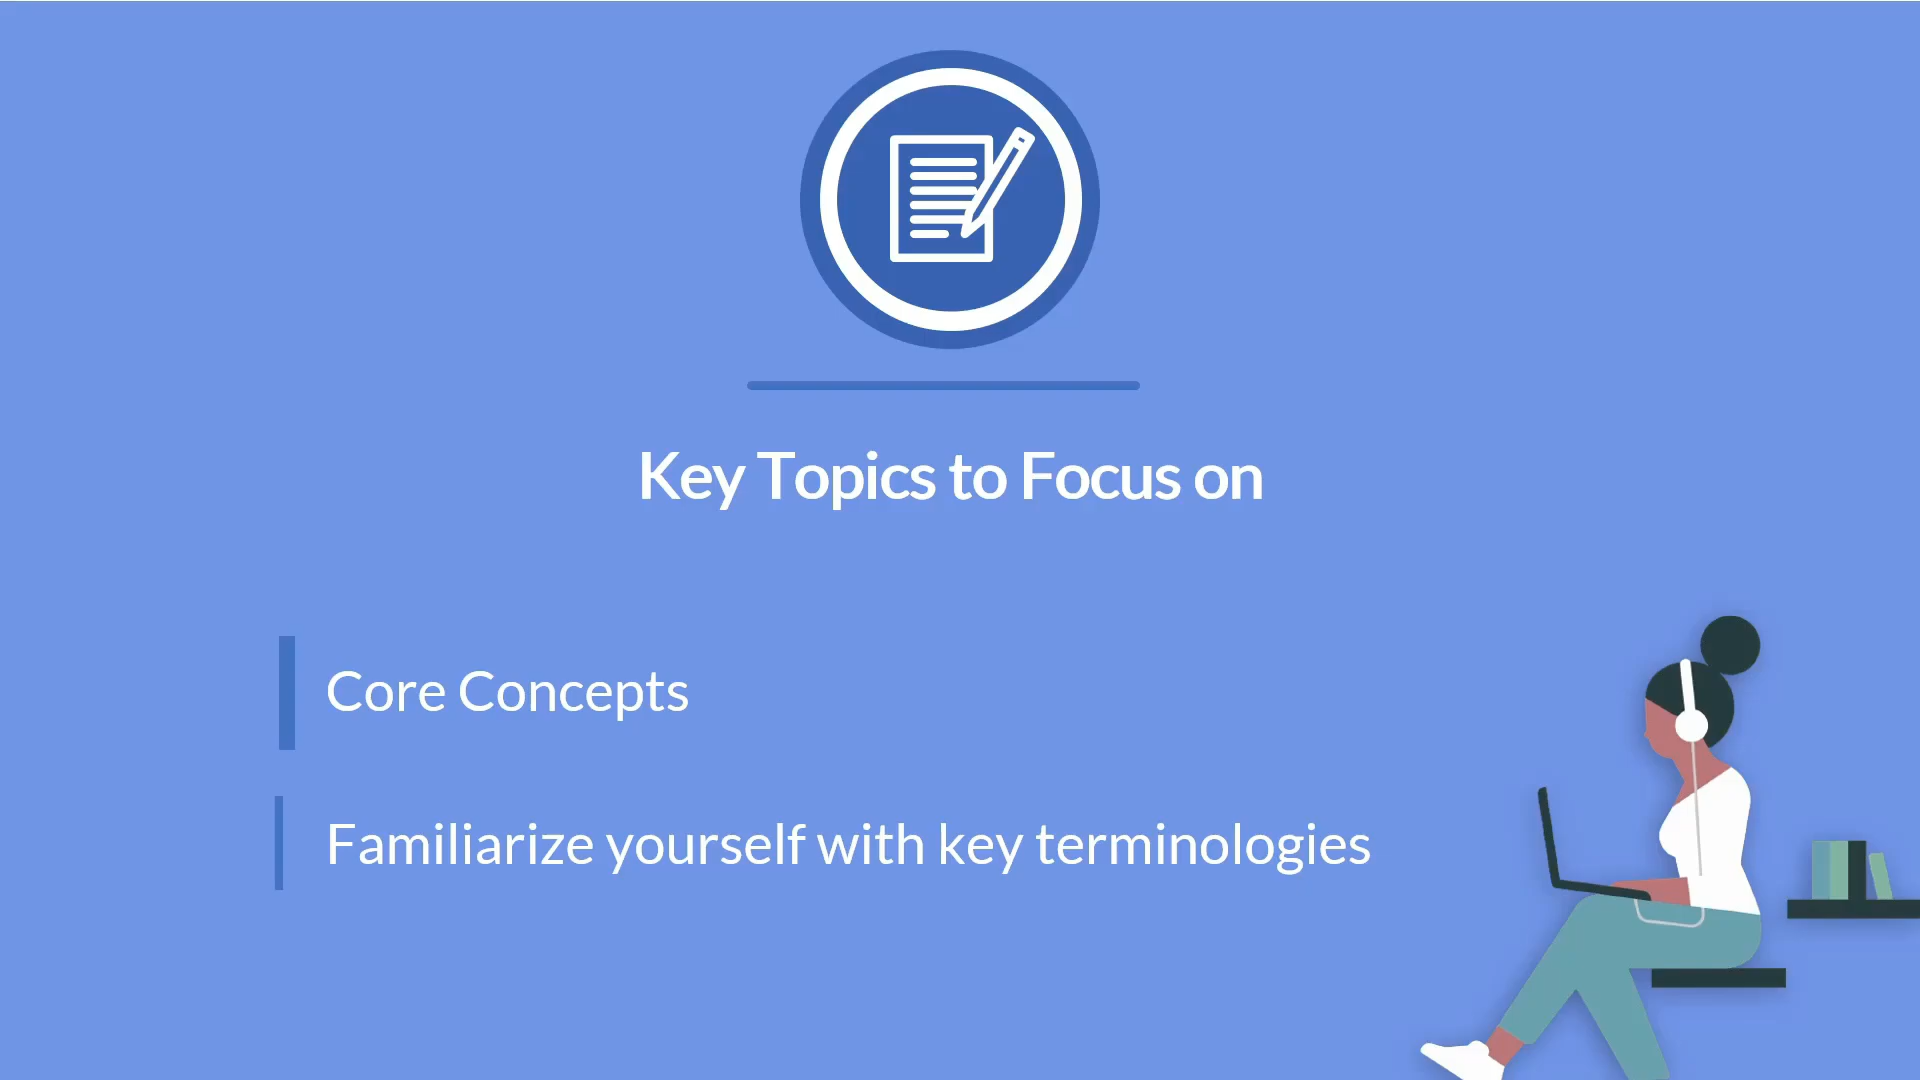 Key Topics to Focus on
Core Concepts
Familiarize yourself with key terminologies